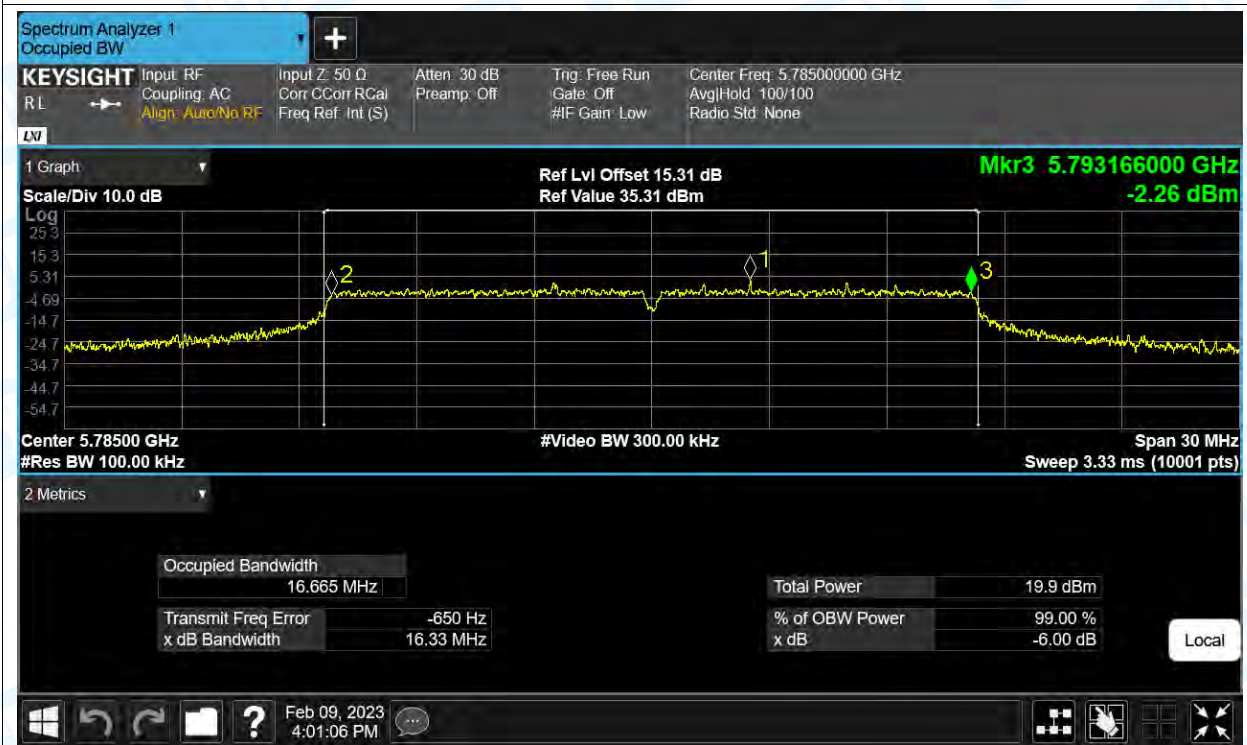 Spectrum Analyzer 1
Occupied BW
+
KEYSIGHT
RL
LXI
Input: RF
Coupling: AC
Align: Auto/No RF
Input Z: 50 Ω
Corr CCorr RCal
Freq Ref: Int (S)
Atten: 30 dB
Preamp: Off
Trig: Free Run
Gate: Off
#IF Gain: Low
Center Freq: 5.785000000 GHz
Avg|Hold: 100/100
Radio Std: None
1 Graph
Scale/Div 10.0 dB
Ref Lvl Offset 15.31 dB
Ref Value 35.31 dBm
Mkr3 5.793166000 GHz
-2.26 dBm
Log
25.3
15.3
5.31
-4.69
-14.7
-24.7
-34.7
-44.7
-54.7
2
1
3
Center 5.78500 GHz
#Res BW 100.00 kHz
#Video BW 300.00 kHz
Span 30 MHz
Sweep 3.33 ms (10001 pts)
2 Metrics
Occupied Bandwidth
16.665 MHz
Transmit Freq Error -650 Hz
x dB Bandwidth 16.33 MHz
Total Power 19.9 dBm
% of OBW Power 99.00 %
x dB -6.00 dB
Local
?
Feb 09, 2023
4:01:06 PM